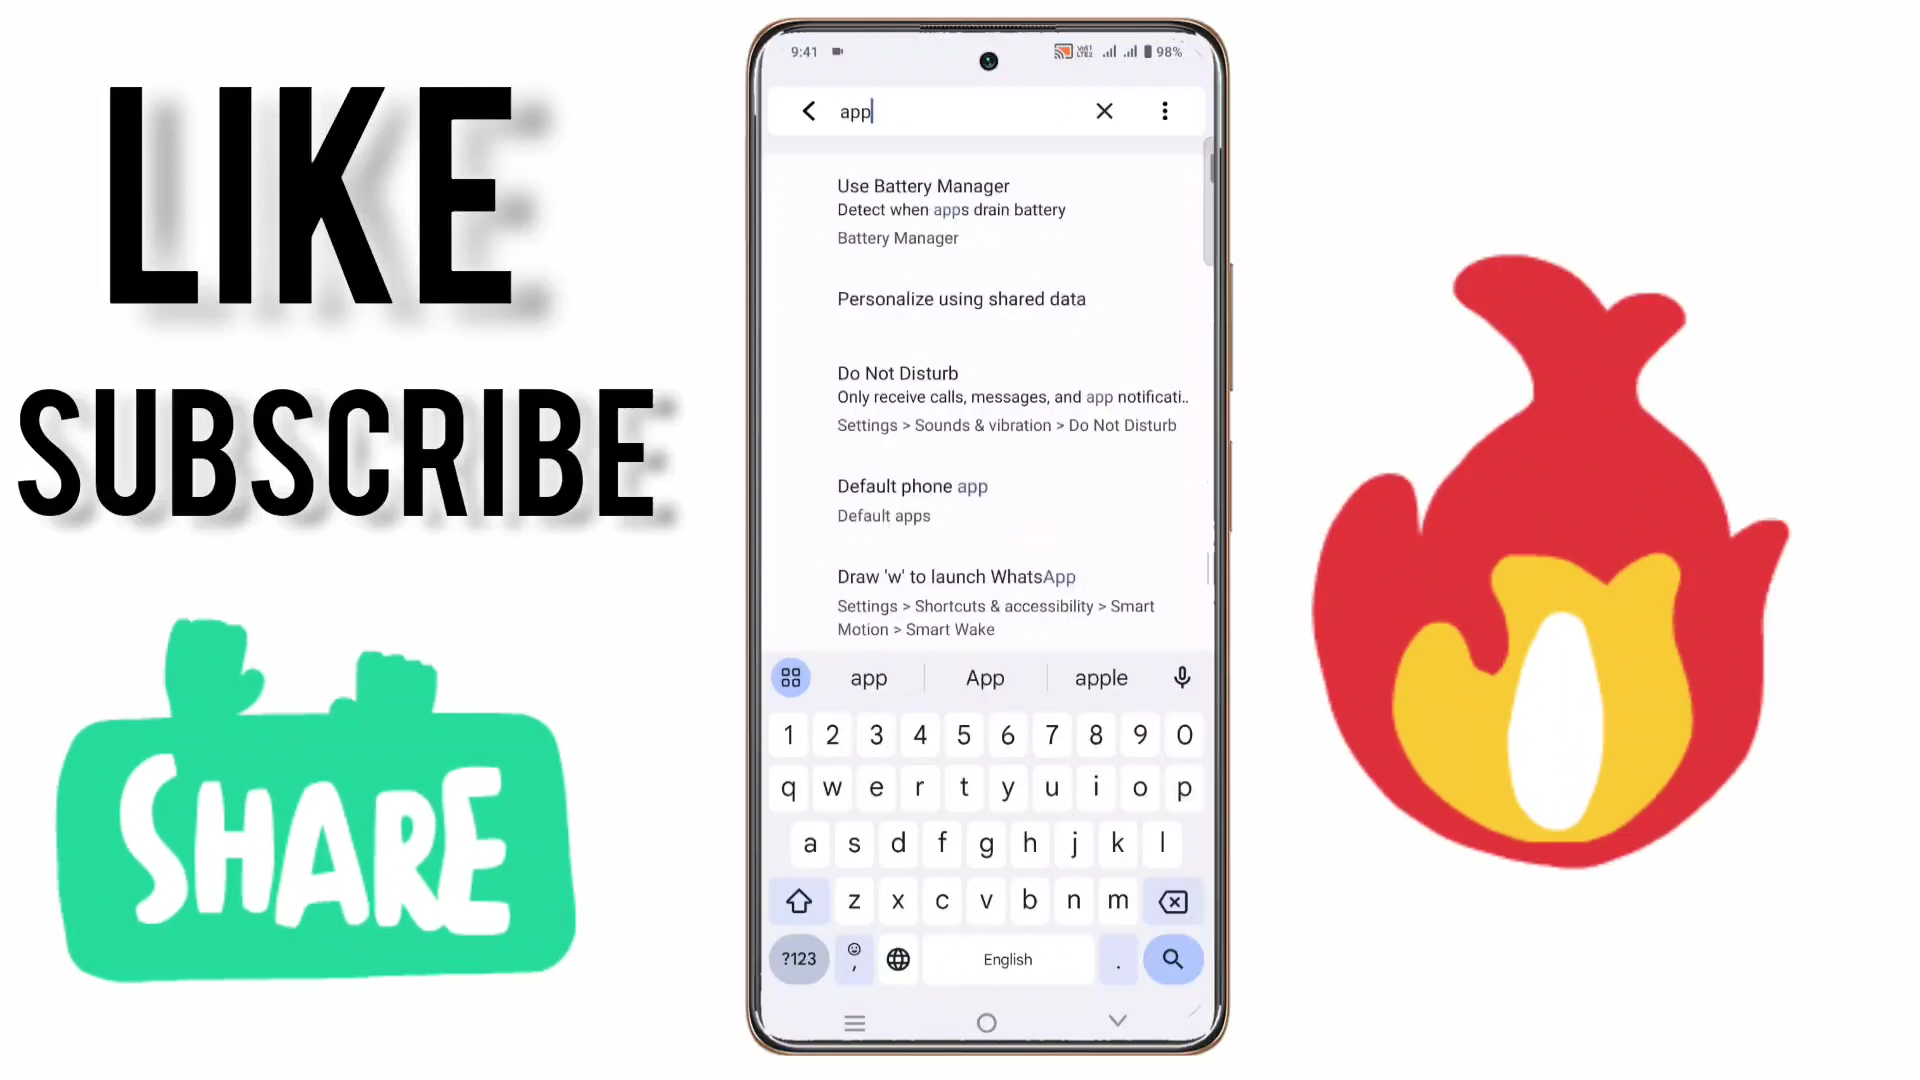 LIKE
SUBSCRIBE
SHARE
9:41
98%
app
Use Battery Manager
Detect when apps drain battery
Battery Manager
Personalize using shared data
Do Not Disturb
Only receive calls, messages, and app notificati..
Settings > Sounds & vibration > Do Not Disturb
Default phone app
Default apps
Draw 'w' to launch WhatsApp
Settings > Shortcuts & accessibility > Smart
Motion > Smart Wake
app App apple
1 2 3 4 5 6 7 8 9 0
q w e r t y u i o p
a s d f g h j k l
z x c v b n m
?123 , English .